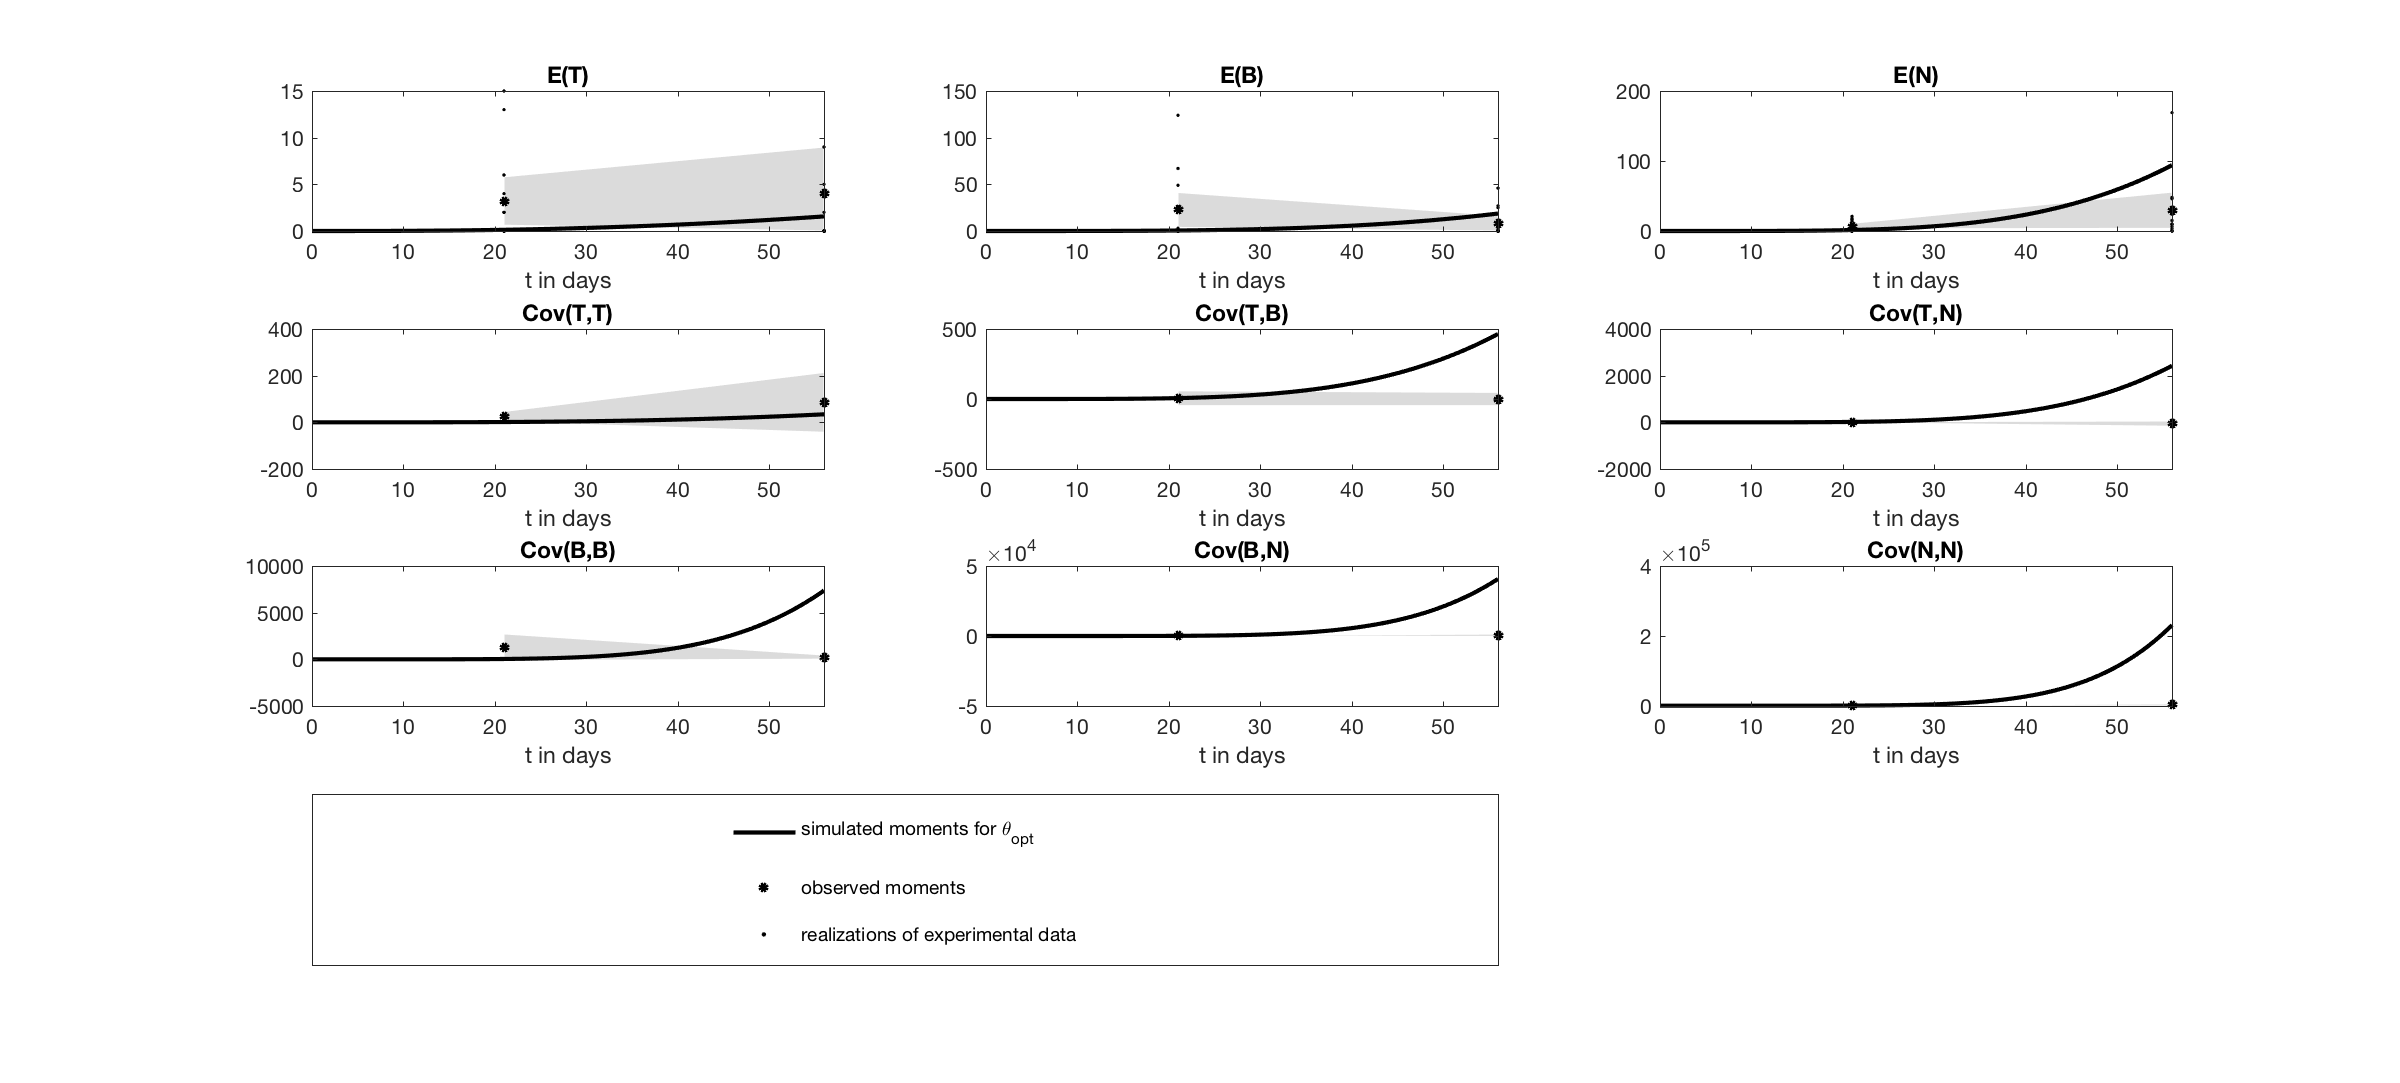 E(T) E(B) E(N)
15 150 200
10 100
5 50 100
0 0 0
0 10 20 30 40 50 0 10 20 30 40 50 0 10 20 30 40 50
t in days t in days t in days
Cov(T,T) Cov(T,B) Cov(T,N)
400 500 4000
200 2000
0 0 0
-200 -500 -2000
0 10 20 30 40 50 0 10 20 30 40 50 0 10 20 30 40 50
t in days t in days t in days
Cov(B,B) Cov(B,N) Cov(N,N)
×10⁴ ×10⁵
10000 5 4
5000
0 0 2
-5000 -5 0
0 10 20 30 40 50 0 10 20 30 40 50 0 10 20 30 40 50
t in days t in days t in days
simulated moments for θ_opt
observed moments
realizations of experimental data